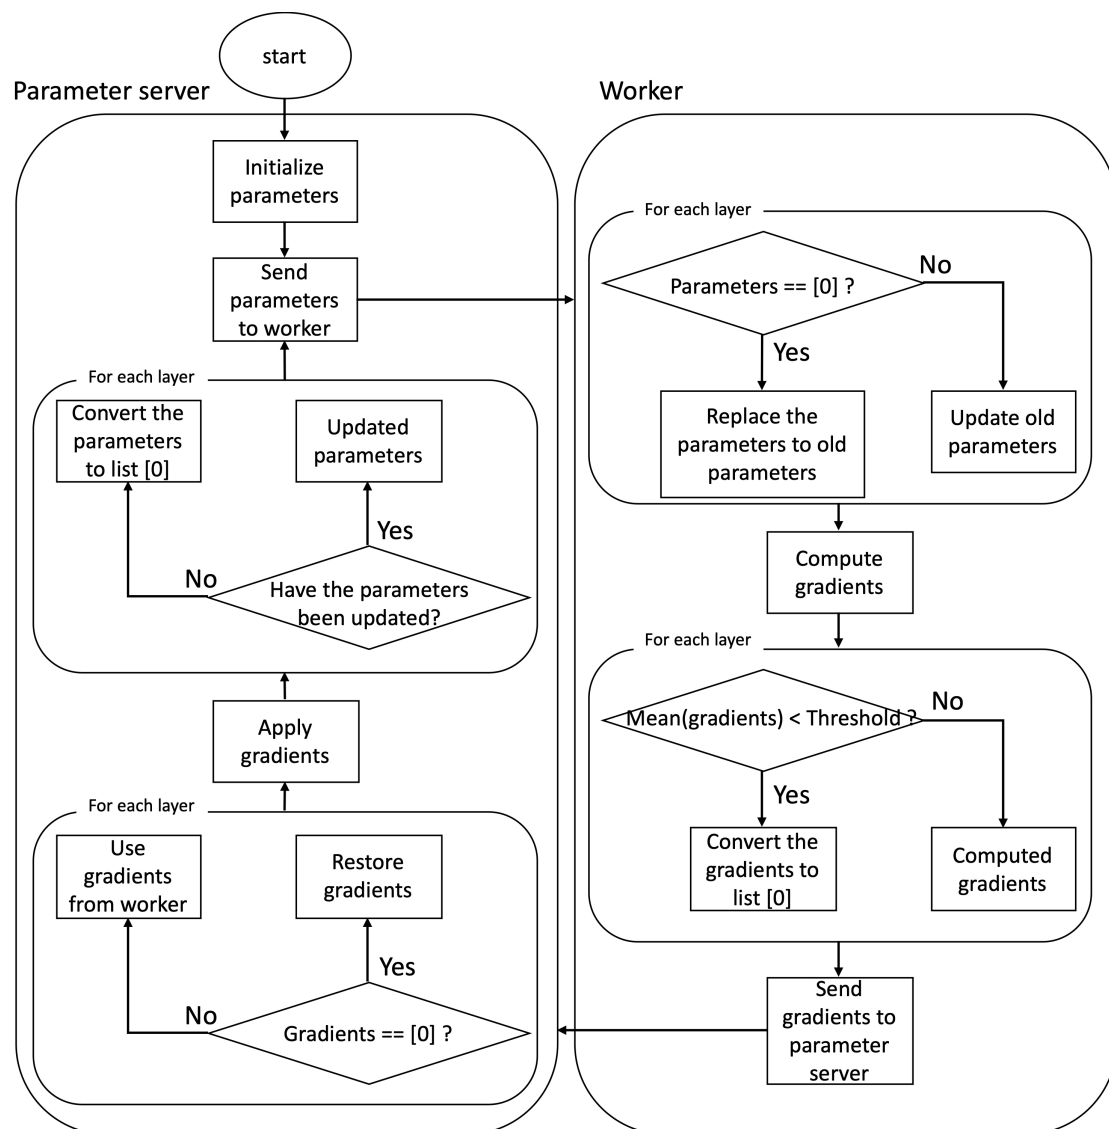 start
Parameter server
Initialize
parameters
Send
parameters
to worker
For each layer
Convert the
parameters
to list [0]
Updated
parameters
Yes
No
Have the parameters
been updated?
Apply
gradients
For each layer
Use
gradients
from worker
Restore
gradients
Yes
No
Gradients == [0] ?
Worker
For each layer
Parameters == [0] ?
No
Yes
Replace the
parameters to old
parameters
Update old
parameters
Compute
gradients
For each layer
Mean(gradients) < Threshold ?
No
Yes
Convert the
gradients to
list [0]
Computed
gradients
Send
gradients to
parameter
server